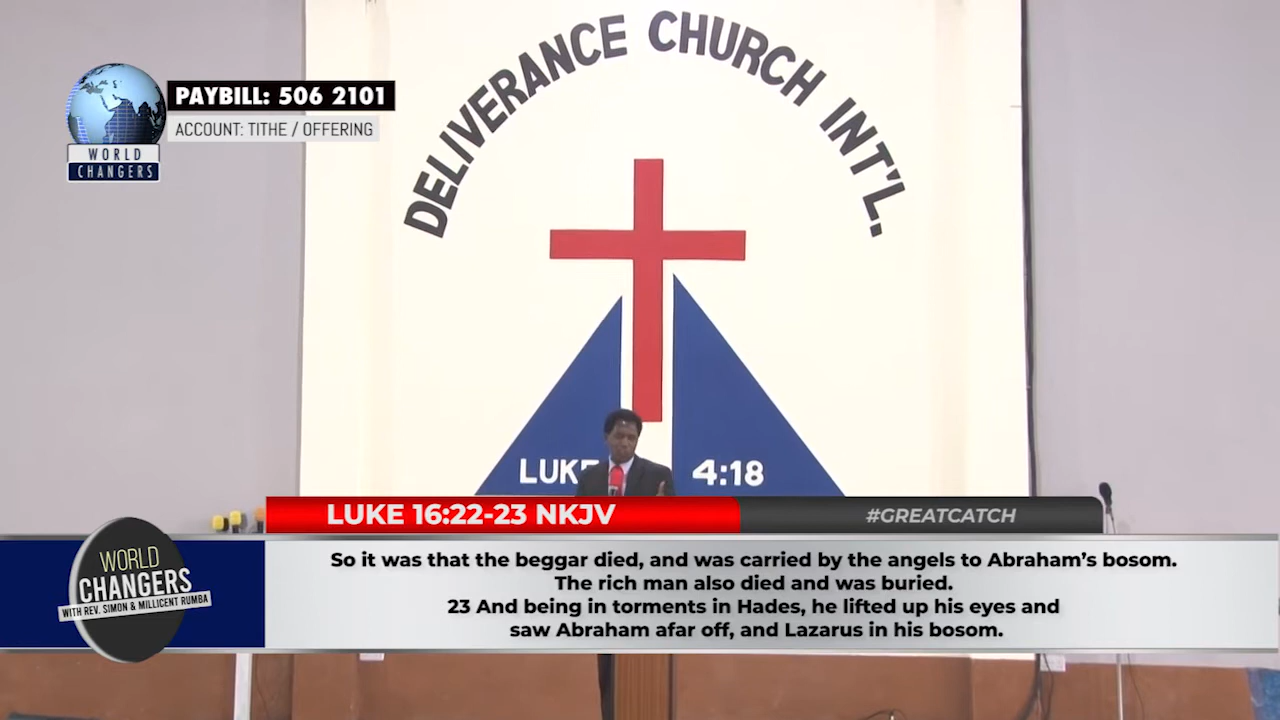 DELIVERANCE CHURCH INT'L.
PAYBILL: 506 2101
ACCOUNT: TITHE / OFFERING
WORLD
CHANGERS
LUKE 4:18
LUKE 16:22-23 NKJV
#GREATCATCH
WORLD
CHANGERS
WITH REV. SIMON & MILLICENT RUMBA
So it was that the beggar died, and was carried by the angels to Abraham's bosom.
The rich man also died and was buried.
23 And being in torments in Hades, he lifted up his eyes and
saw Abraham afar off, and Lazarus in his bosom.